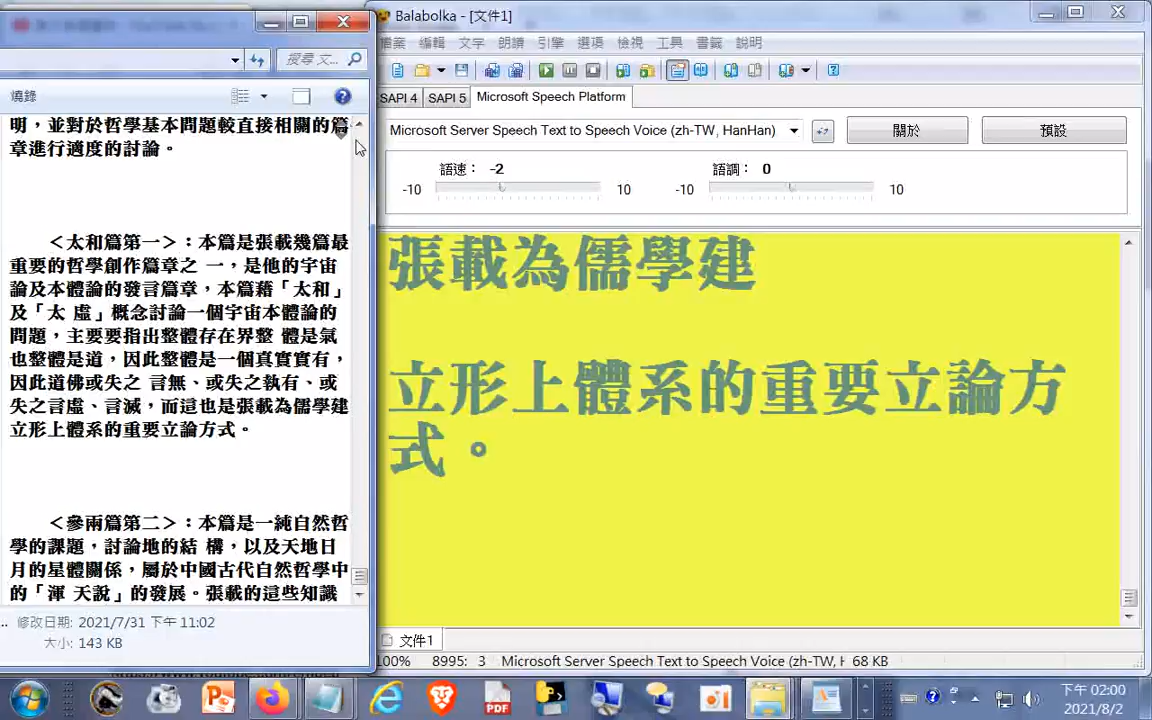 Balabolka - [文件1]
檔案 編輯 文字 朗讀 引擎 選項 檢視 工具 書籤 說明
SAPI 4 SAPI 5 Microsoft Speech Platform
Microsoft Server Speech Text to Speech Voice (zh-TW, HanHan) 關於 預設
語速： -2 語調： 0
-10 10 -10 10
搜尋 文...
燒錄
明，並對於哲學基本問題較直接相關的篇
章進行適度的討論。
＜太和篇第一＞：本篇是張載幾篇最
重要的哲學創作篇章之 一，是他的宇宙
論及本體論的發言篇章，本篇藉「太和」
及「太 虛」概念討論一個宇宙本體論的
問題，主要要指出整體存在界整 體是氣
也整體是道，因此整體是一個真實實有，
因此道佛或失之 言無、或失之執有、或
失之言虛、言滅，而這也是張載為儒學建
立形上體系的重要立論方式。
＜參兩篇第二＞：本篇是一純自然哲
學的課題，討論地的結 構，以及天地日
月的星體關係，屬於中國古代自然哲學中
的「渾 天說」的發展。張載的這些知識
... 修改日期: 2021/7/31 下午 11:02
大小: 143 KB
張載為儒學建
立形上體系的重要立論方
式。
文件1
100% 8995: 3 Microsoft Server Speech Text to Speech Voice (zh-TW, H 68 KB
下午 02:00
2021/8/2